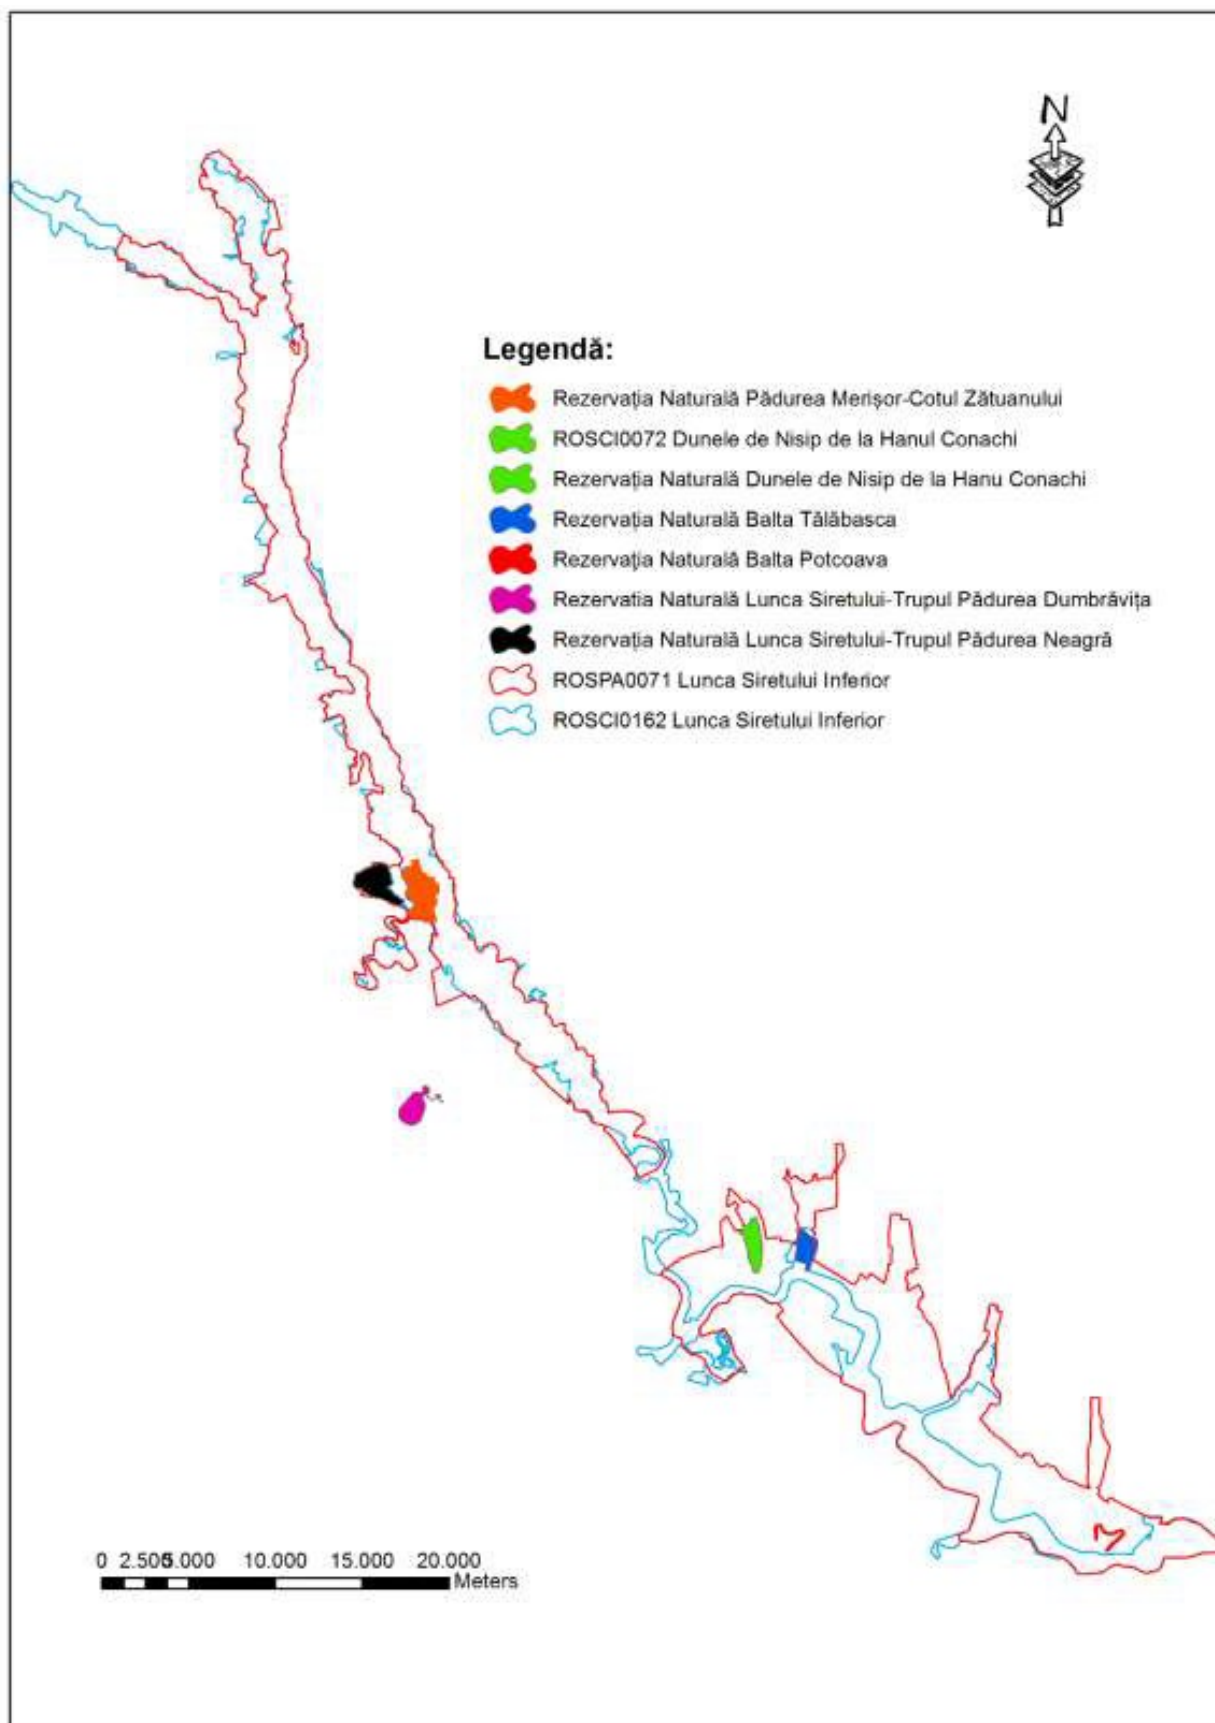 N
Legendă:
Rezervația Naturală Pădurea Merișor-Cotul Zătuanului
ROSCI0072 Dunele de Nisip de la Hanul Conachi
Rezervația Naturală Dunele de Nisip de la Hanu Conachi
Rezervația Naturală Balta Tălăbasca
Rezervația Naturală Balta Potcoava
Rezervatia Naturală Lunca Siretului-Trupul Pădurea Dumbrăvița
Rezervația Naturală Lunca Siretului-Trupul Pădurea Neagră
ROSPA0071 Lunca Siretului Inferior
ROSCI0162 Lunca Siretului Inferior
0 2.500 5.000 10.000 15.000 20.000
Meters